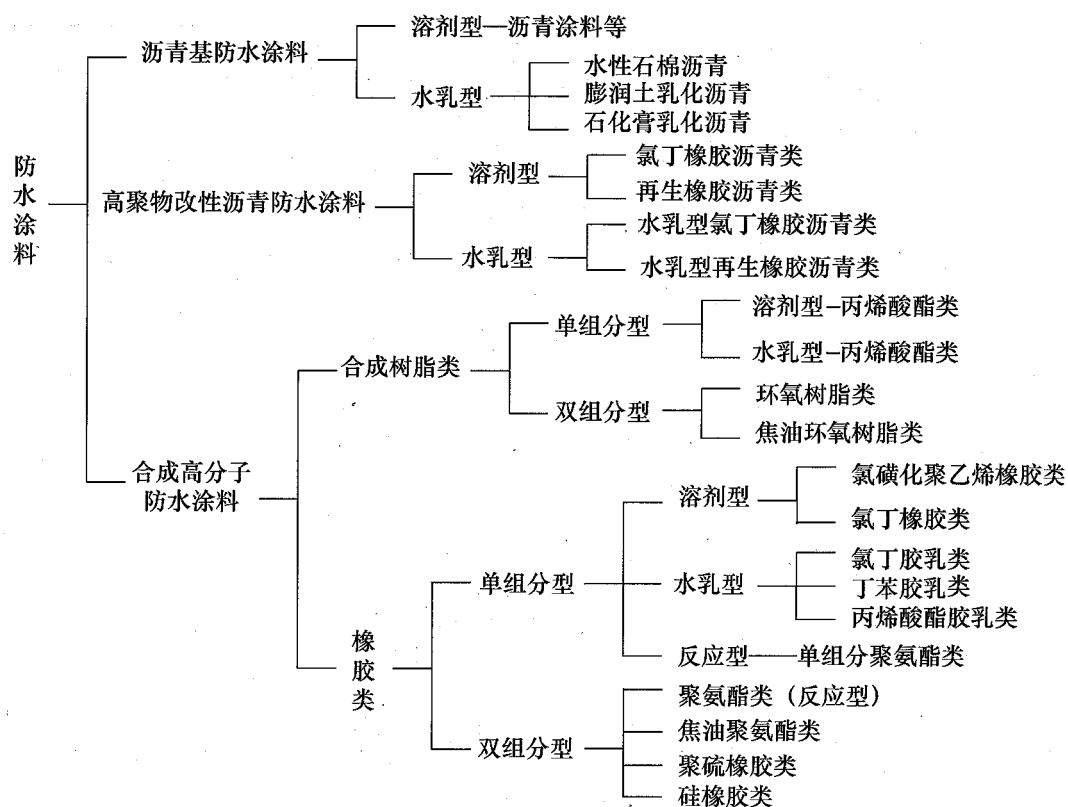 防水涂料
沥青基防水涂料
溶剂型—沥青涂料等
水乳型
水性石棉沥青
膨润土乳化沥青
石化膏乳化沥青
高聚物改性沥青防水涂料
溶剂型
氯丁橡胶沥青类
再生橡胶沥青类
水乳型
水乳型氯丁橡胶沥青类
水乳型再生橡胶沥青类
合成高分子
防水涂料
合成树脂类
单组分型
溶剂型–丙烯酸酯类
水乳型–丙烯酸酯类
双组分型
环氧树脂类
焦油环氧树脂类
橡胶类
单组分型
溶剂型
氯磺化聚乙烯橡胶类
氯丁橡胶类
水乳型
氯丁胶乳类
丁苯胶乳类
丙烯酸酯胶乳类
反应型——单组分聚氨酯类
双组分型
聚氨酯类（反应型）
焦油聚氨酯类
聚硫橡胶类
硅橡胶类